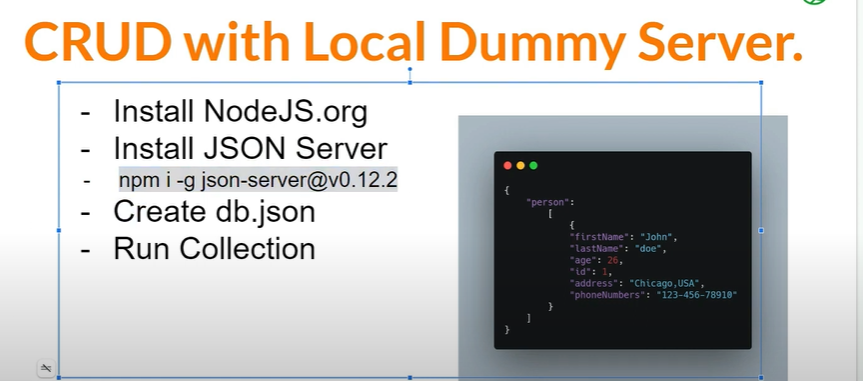 CRUD with Local Dummy Server.
- Install NodeJS.org
- Install JSON Server
- npm i -g json-server@v0.12.2
- Create db.json
- Run Collection
{
"person":
[
{
"firstName": "John",
"lastName": "doe",
"age": 26,
"id": 1,
"address": "Chicago,USA",
"phoneNumbers": "123-456-78910"
}
]
}